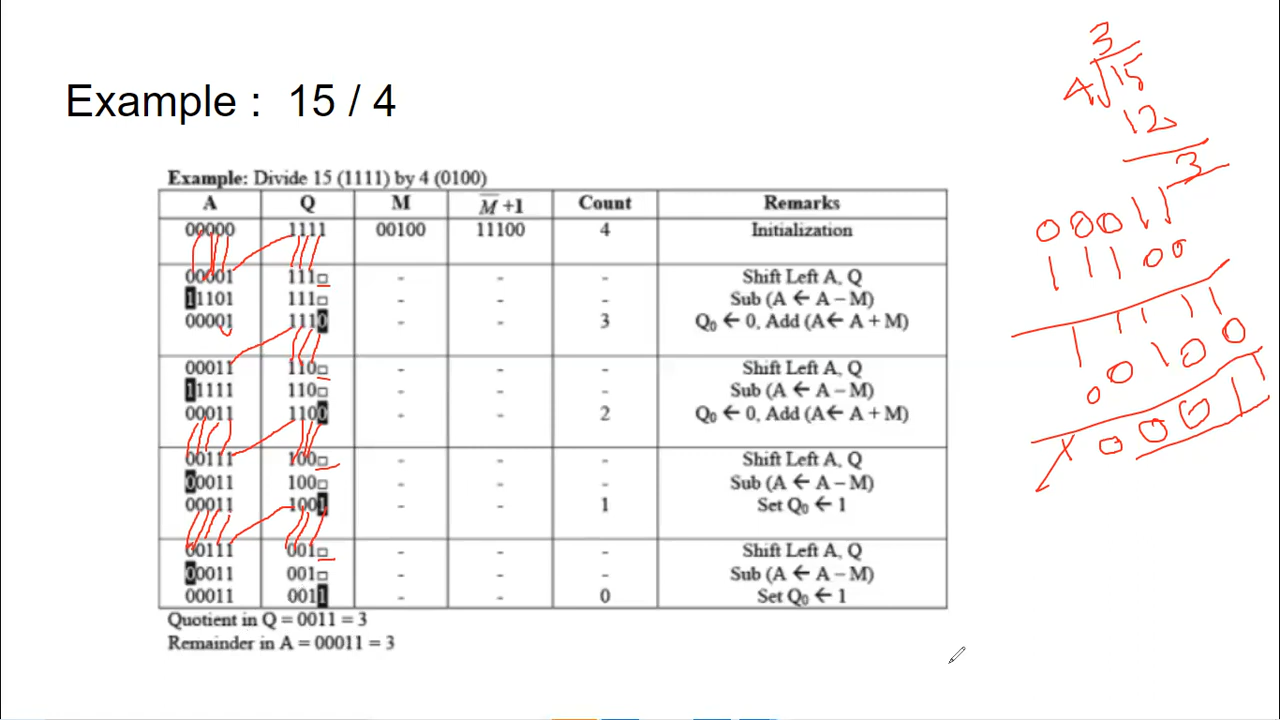 Example :  15 / 4
Example: Divide 15 (1111) by 4 (0100)
A Q M M̅ +1 Count Remarks
00000 1111 00100 11100 4 Initialization
00001 111□ - - - Shift Left A, Q
11101 111□ - - - Sub (A ← A – M)
00001 1110 - - 3 Q₀ ← 0, Add (A ← A + M)
00011 110□ - - - Shift Left A, Q
11111 110□ - - - Sub (A ← A – M)
00011 1100 - - 2 Q₀ ← 0, Add (A ← A + M)
00111 100□ - - - Shift Left A, Q
00011 100□ - - - Sub (A ← A – M)
00011 1001 - - 1 Set Q₀ ← 1
00111 001□ - - - Shift Left A, Q
00011 001□ - - - Sub (A ← A – M)
00011 0011 - - 0 Set Q₀ ← 1
Quotient in Q = 0011 = 3
Remainder in A = 00011 = 3
3
4√15
12
3
00011
11100
11111
00100
10001